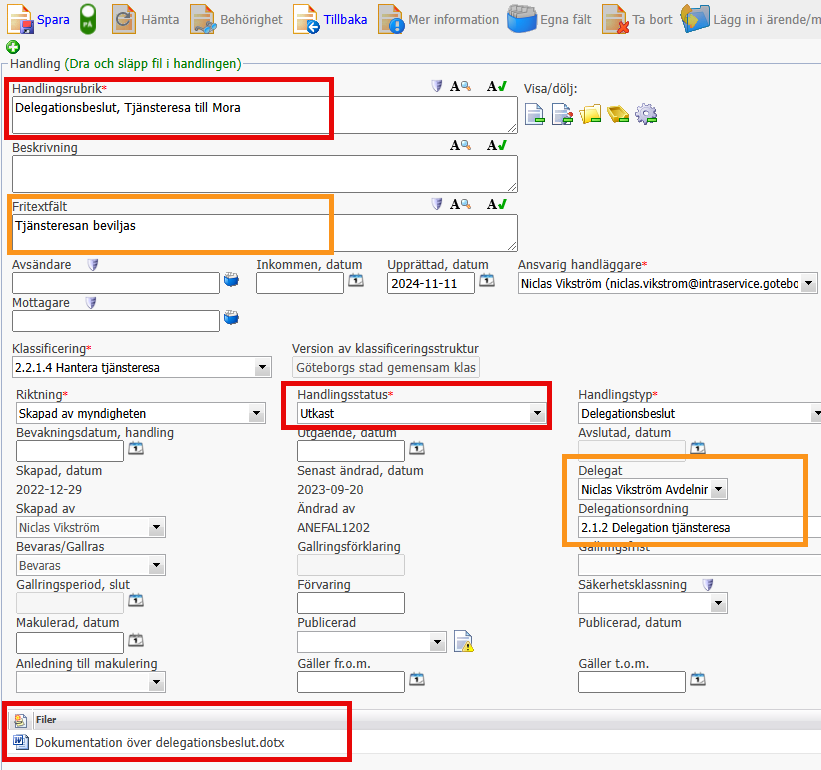 Spara PÅ Hämta Behörighet Tillbaka Mer information Egna fält Ta bort Lägg in i ärende/m
Handling (Dra och släpp fil i handlingen)
Handlingsrubrik* A A Visa/dölj:
Delegationsbeslut, Tjänsteresa till Mora
Beskrivning A A
Fritextfält A A
Tjänsteresan beviljas
Avsändare Inkommen, datum Upprättad, datum Ansvarig handläggare*
2024-11-11 Niclas Vikström (niclas.vikstrom@intraservice.gotebo
Mottagare
Klassificering* Version av klassificeringsstruktur
2.2.1.4 Hantera tjänsteresa Göteborgs stad gemensam klas
Riktning* Handlingsstatus* Handlingstyp*
Skapad av myndigheten Utkast Delegationsbeslut
Bevakningsdatum, handling Utgående, datum Avslutad, datum
Skapad, datum Senast ändrad, datum Delegat
2022-12-29 2023-09-20 Niclas Vikström Avdelnir
Skapad av Ändrad av Delegationsordning
Niclas Vikström ANEFAL1202 2.1.2 Delegation tjänsteresa
Bevaras/Gallras Gallringsförklaring Gallringsfrist
Bevaras
Gallringsperiod, slut Förvaring Säkerhetsklassning
Makulerad, datum Publicerad Publicerad, datum
Anledning till makulering Gäller fr.o.m. Gäller t.o.m.
Filer
Dokumentation över delegationsbeslut.dotx